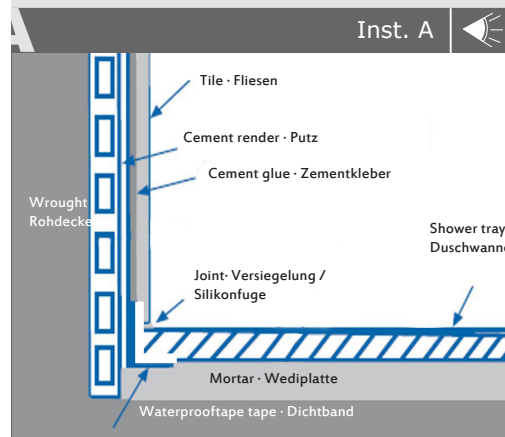 A
Inst. A
Tile · Fliesen
Cement render · Putz
Cement glue · Zementkleber
Wrought
Rohdecke
Shower tray
Duschwanne
Joint· Versiegelung /
Silikonfuge
Mortar · Wediplatte
Waterprooftape tape · Dichtband